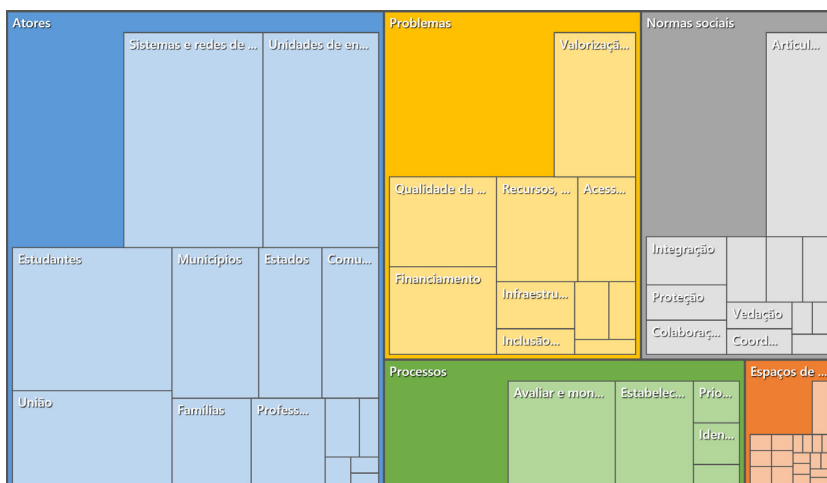 Atores
Sistemas e redes de ...
Unidades de en...
Estudantes
Municípios
Estados
Comu...
União
Famílias
Profess...
Problemas
Valorizaçã...
Qualidade da ...
Recursos, ...
Acess...
Financiamento
Infraestru...
Inclusão...
Normas sociais
Articul...
Integração
Proteção
Colaboraç...
Vedação
Coord...
Processos
Avaliar e mon...
Estabelec...
Prio...
Iden...
Espaços de ...